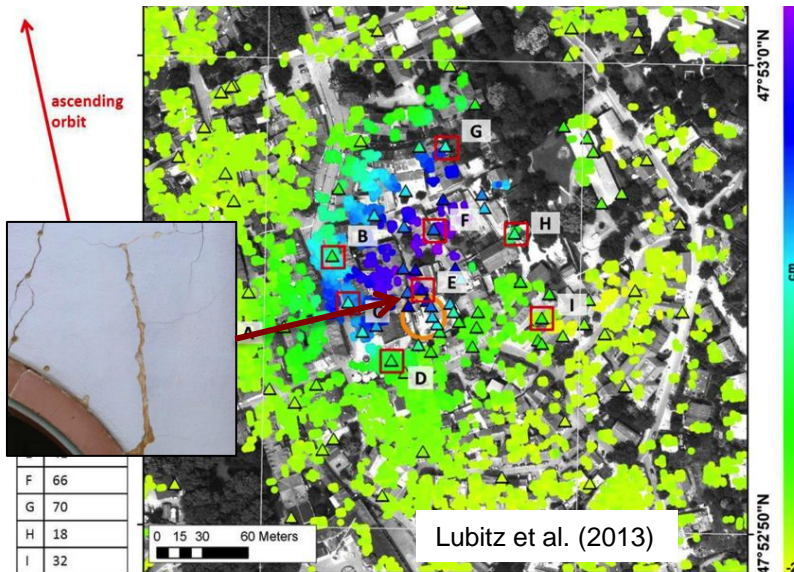 ascending
orbit
47°53'0"N
G
F
H
B
E
A
C
I
D
cm
F 66
G 70
H 18
I 32
0 15 30 60 Meters
Lubitz et al. (2013)
47°52'50"N